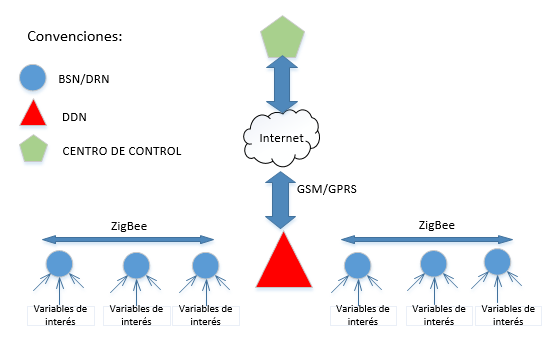 Convenciones:
BSN/DRN
DDN
CENTRO DE CONTROL
Internet
GSM/GPRS
ZigBee
ZigBee
Variables de
interés
Variables de
interés
Variables de
interés
Variables de
interés
Variables de
interés
Variables de
interés